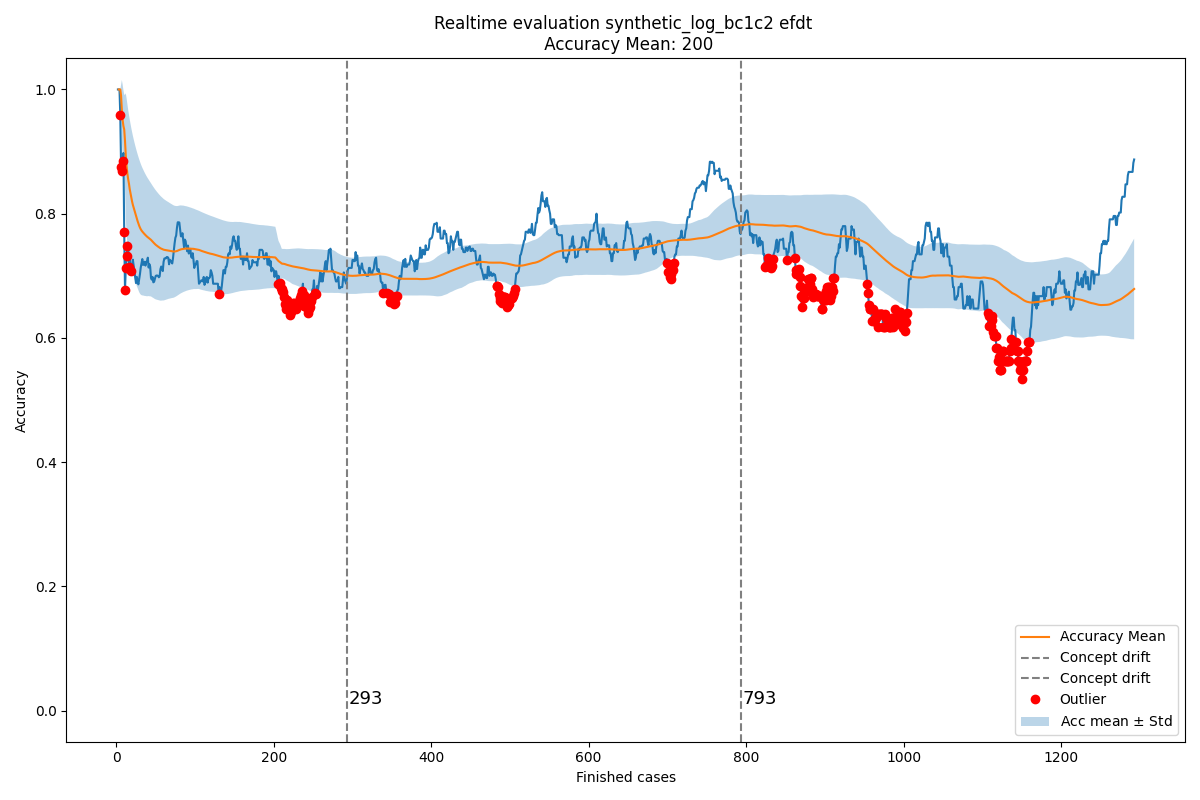 Realtime evaluation synthetic_log_bc1c2 efdt
Accuracy Mean: 200
1.0
0.8
0.6
0.4
0.2
0.0
Accuracy
293
793
Accuracy Mean
Concept drift
Concept drift
Outlier
Acc mean ± Std
0
200
400
600
800
1000
1200
Finished cases